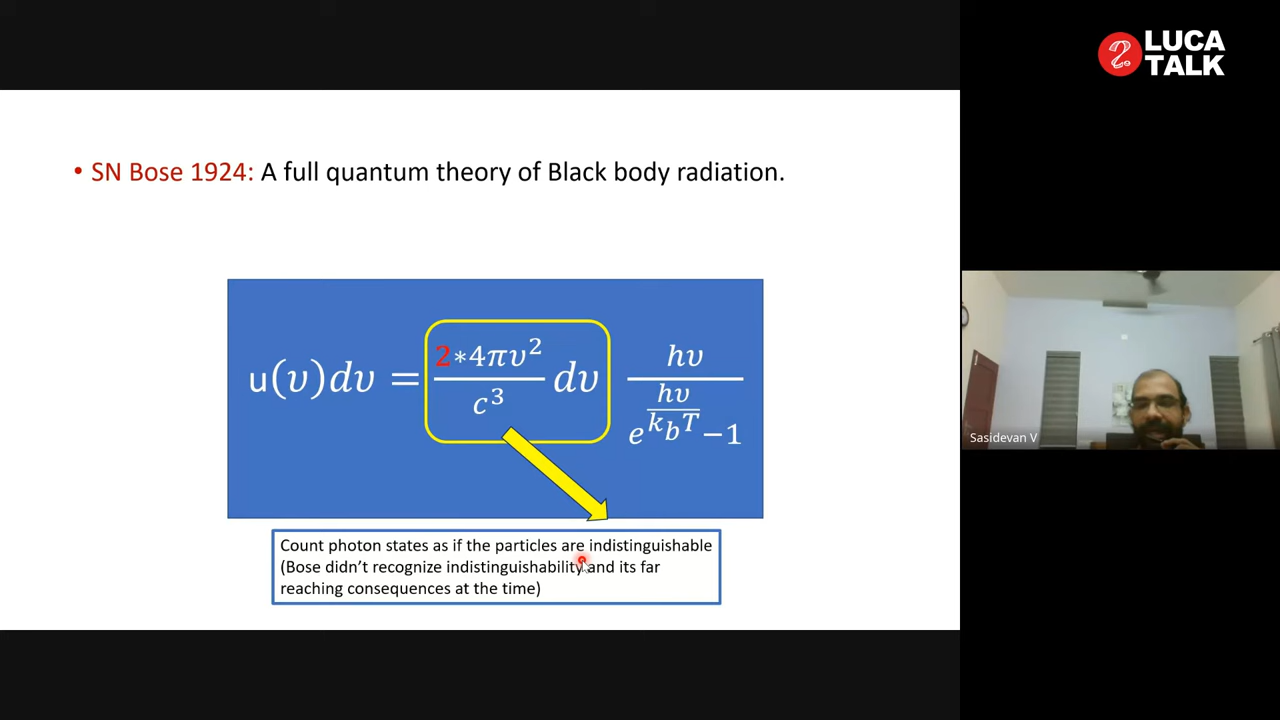 LUCA
TALK
• SN Bose 1924: A full quantum theory of Black body radiation.
u(υ)dυ = 2*4πυ²/c³ dυ hυ/(e^(hυ/k_bT)−1)
Count photon states as if the particles are indistinguishable
(Bose didn’t recognize indistinguishability and its far
reaching consequences at the time)
Sasidevan V